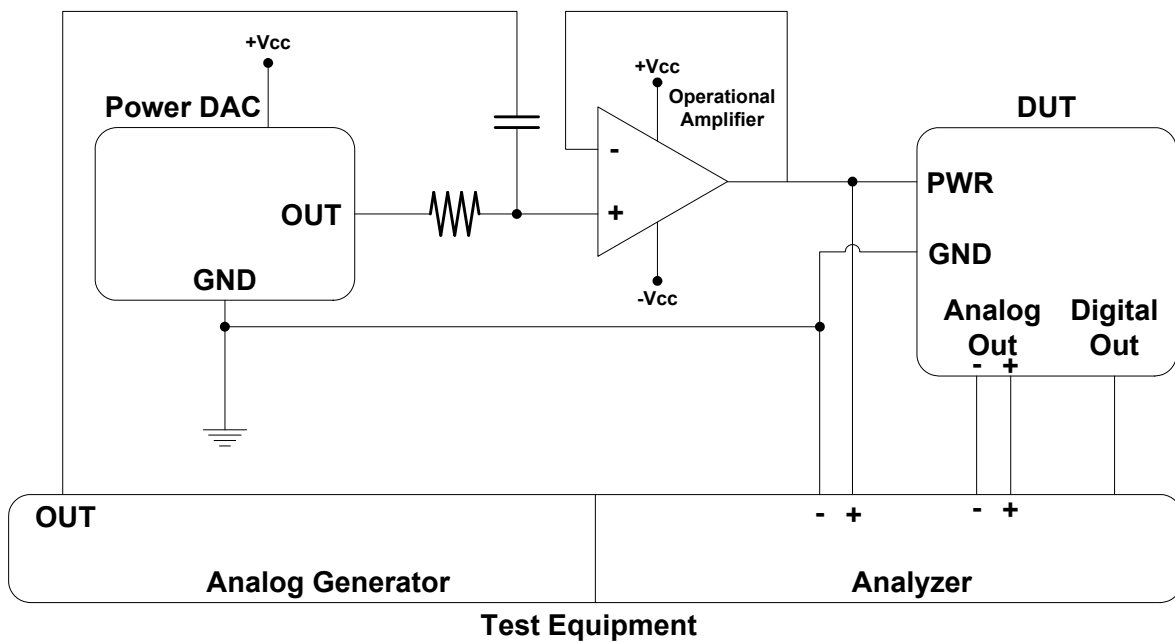 +Vcc
Power DAC
OUT
GND
+Vcc
Operational
Amplifier
-
+
-Vcc
DUT
PWR
GND
Analog
Out
- +
Digital
Out
OUT
- +
- +
Analog Generator
Analyzer
Test Equipment